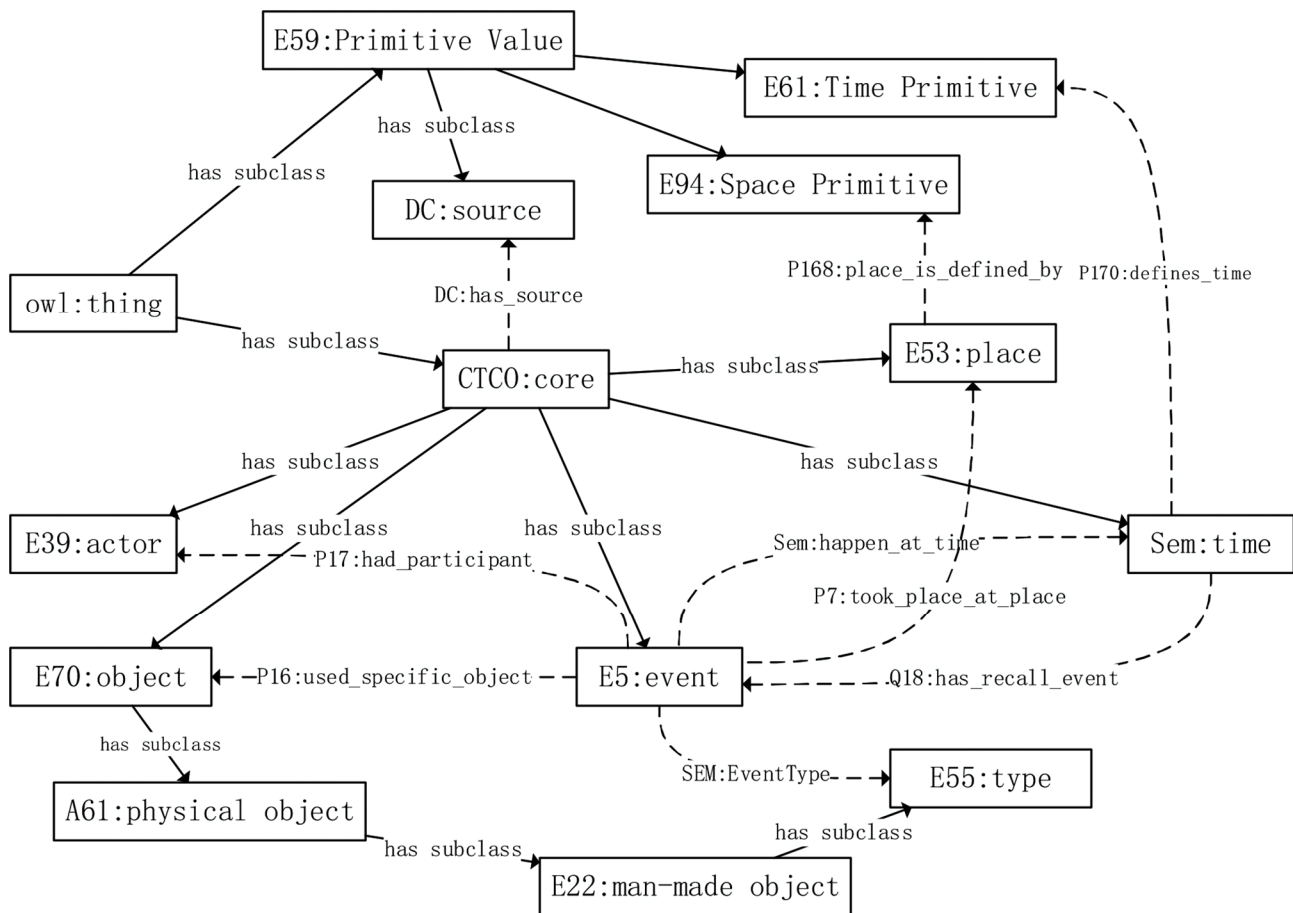 E59:Primitive Value
E61:Time Primitive
has subclass
has subclass
E94:Space Primitive
DC:source
P168:place_is_defined_by
P170:defines_time
owl:thing
DC:has_source
has subclass
E53:place
has subclass
CTCO:core
has subclass
has subclass
has subclass
has subclass
E39:actor
P17:had_participant
Sem:happen_at_time
Sem:time
P7:took_place_at_place
E70:object
P16:used_specific_object
E5:event
Q18:has_recall_event
has subclass
SEM:EventType
E55:type
A61:physical object
has subclass
has subclass
E22:man-made object